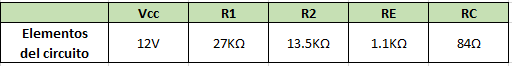 Vcc R1 R2 RE RC
Elementos del circuito 12V 27KΩ 13.5KΩ 1.1KΩ 84Ω